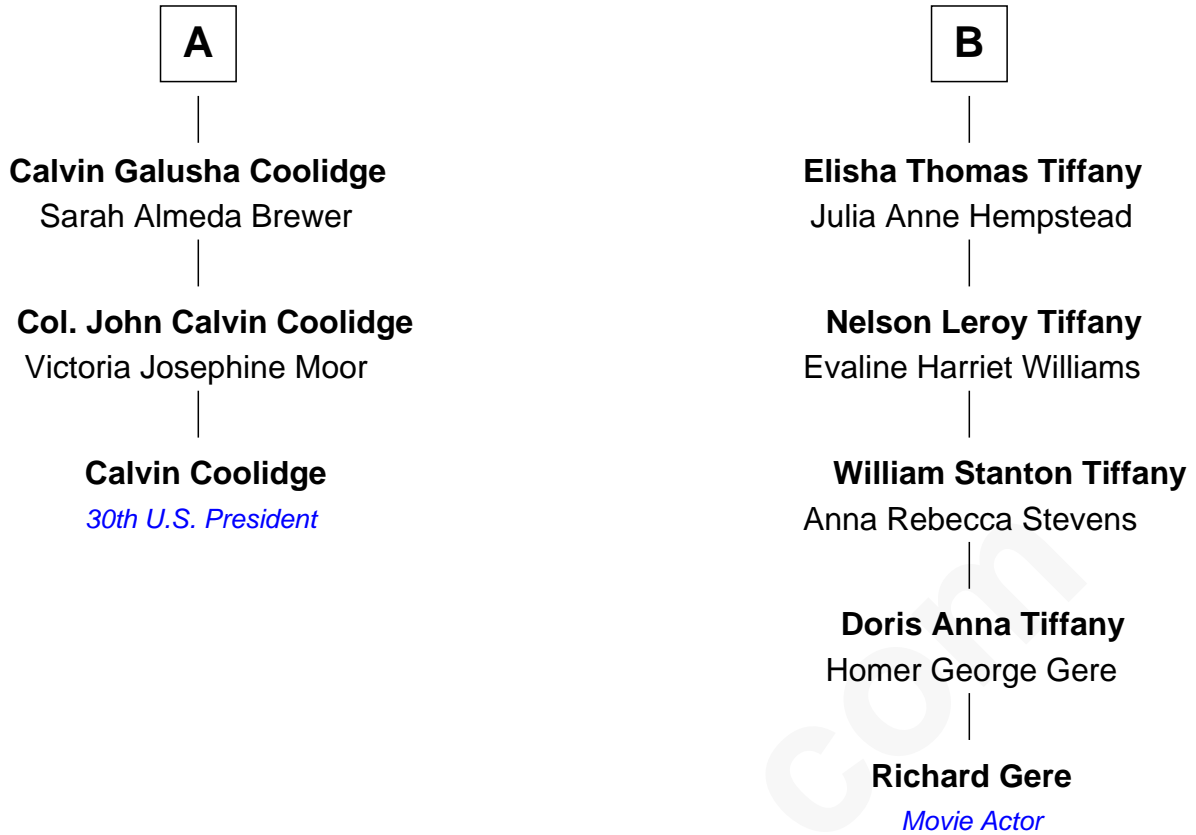 A
Calvin Galusha Coolidge
Sarah Almeda Brewer
Col. John Calvin Coolidge
Victoria Josephine Moor
Calvin Coolidge
30th U.S. President
B
Elisha Thomas Tiffany
Julia Anne Hempstead
Nelson Leroy Tiffany
Evaline Harriet Williams
William Stanton Tiffany
Anna Rebecca Stevens
Doris Anna Tiffany
Homer George Gere
Richard Gere
Movie Actor
com